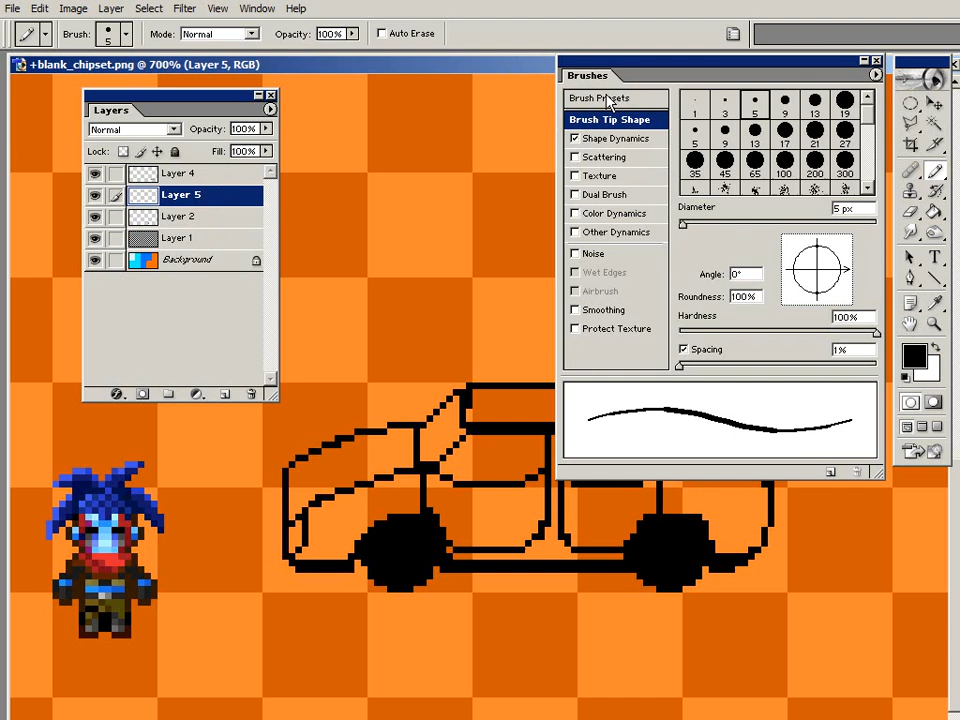 File Edit Image Layer Select Filter View Window Help
Brush: 5 Mode: Normal Opacity: 100% Auto Erase
+blank_chipset.png @ 700% (Layer 5, RGB)
Layers
Normal Opacity: 100%
Lock: Fill: 100%
Layer 4
Layer 5
Layer 2
Layer 1
Background
Brushes
Brush Presets
Brush Tip Shape
Shape Dynamics
Scattering
Texture
Dual Brush
Color Dynamics
Other Dynamics
Noise
Wet Edges
Airbrush
Smoothing
Protect Texture
1 3 5 9 13 19
5 9 13 17 21 27
35 45 65 100 200 300
Diameter 5 px
Angle: 0°
Roundness: 100%
Hardness 100%
Spacing 1%
T